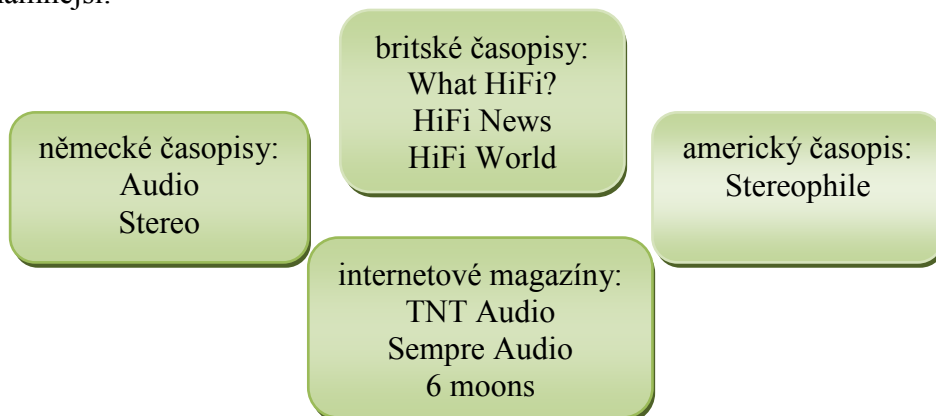 britské časopisy:
What HiFi?
HiFi News
HiFi World
německé časopisy:
Audio
Stereo
americký časopis:
Stereophile
internetové magazíny:
TNT Audio
Sempre Audio
6 moons